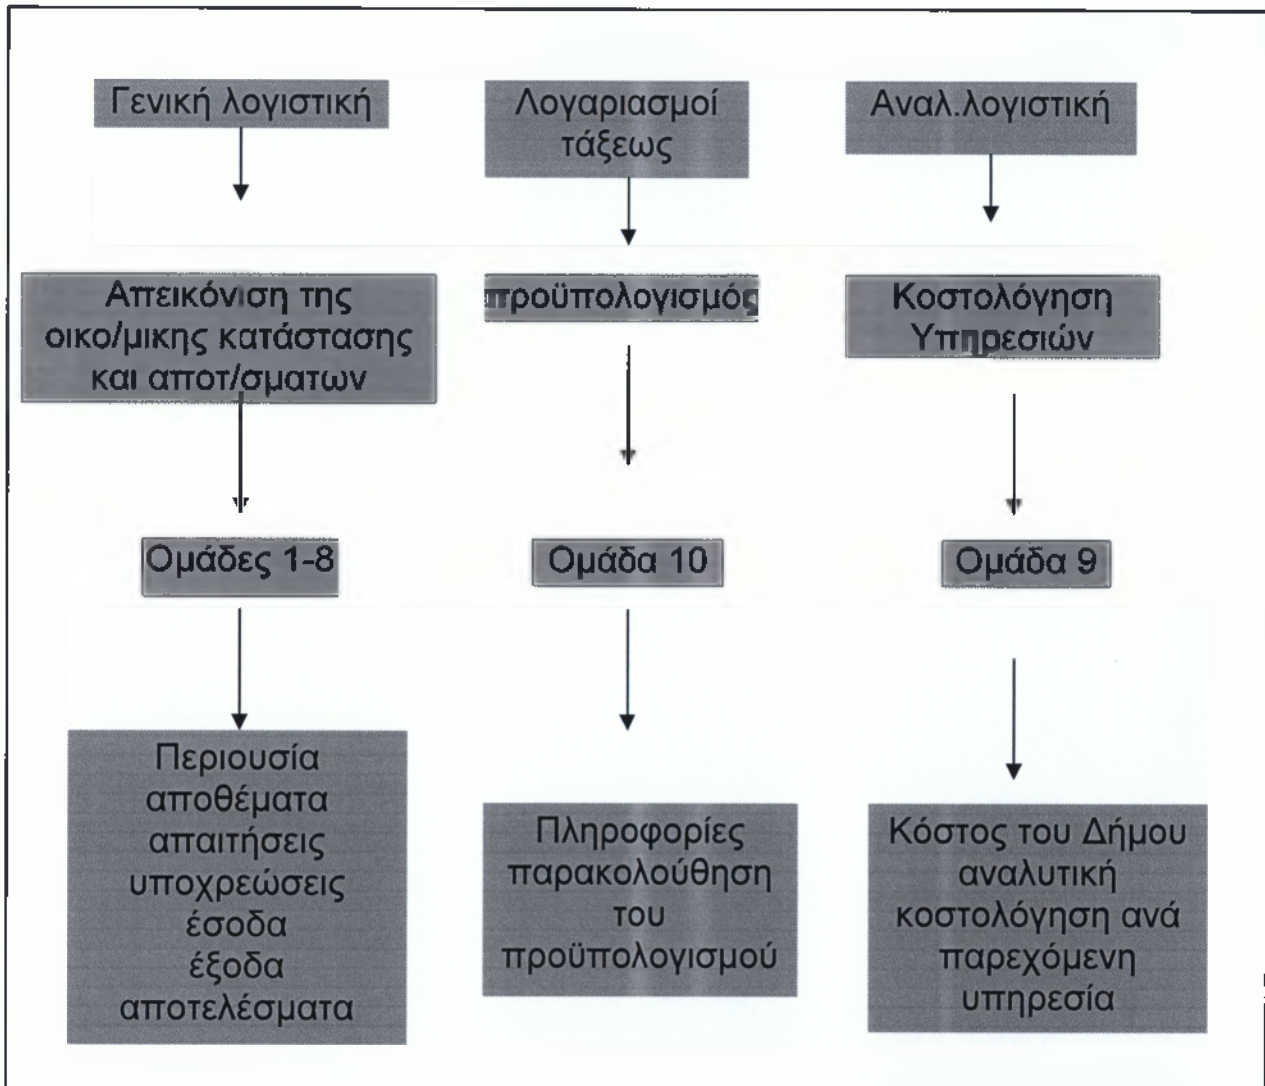 Γενική λογιστική
Λογαριασμοί
τάξεως
Αναλ.λογιστική
Απεικόνιση της
οικο/μικης κατάστασης
και αποτ/σματων
προϋπολογισμός
Κοστολόγηση
Υπηρεσιών
Ομάδες 1-8
Ομάδα 10
Ομάδα 9
Περιουσία
αποθέματα
απαιτήσεις
υποχρεώσεις
έσοδα
έξοδα
αποτελέσματα
Πληροφορίες
παρακολούθηση
του
προϋπολογισμού
Κόστος του Δήμου
αναλυτική
κοστολόγηση ανά
παρεχόμενη
υπηρεσία